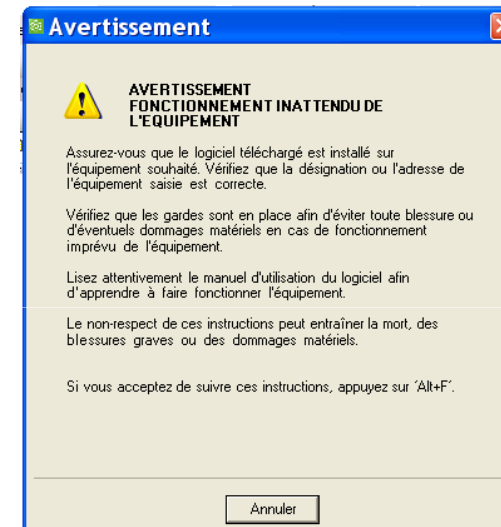 Avertissement
AVERTISSEMENT
FONCTIONNEMENT INATTENDU DE
L'EQUIPEMENT
Assurez-vous que le logiciel téléchargé est installé sur
l'équipement souhaité. Vérifiez que la désignation ou l'adresse de
l'équipement saisie est correcte.
Vérifiez que les gardes sont en place afin d'éviter toute blessure ou
d'éventuels dommages matériels en cas de fonctionnement
imprévu de l'équipement.
Lisez attentivement le manuel d'utilisation du logiciel afin
d'apprendre à faire fonctionner l'équipement.
Le non-respect de ces instructions peut entraîner la mort, des
blessures graves ou des dommages matériels.
Si vous acceptez de suivre ces instructions, appuyez sur ´Alt+F´.
Annuler